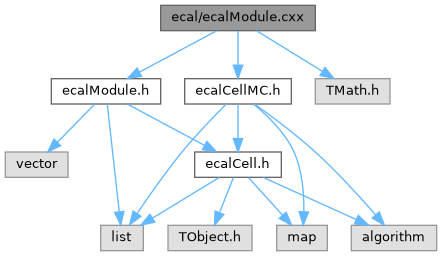 ecal/ecalModule.cxx
ecalModule.h
ecalCellMC.h
TMath.h
vector
ecalCell.h
list
TObject.h
map
algorithm